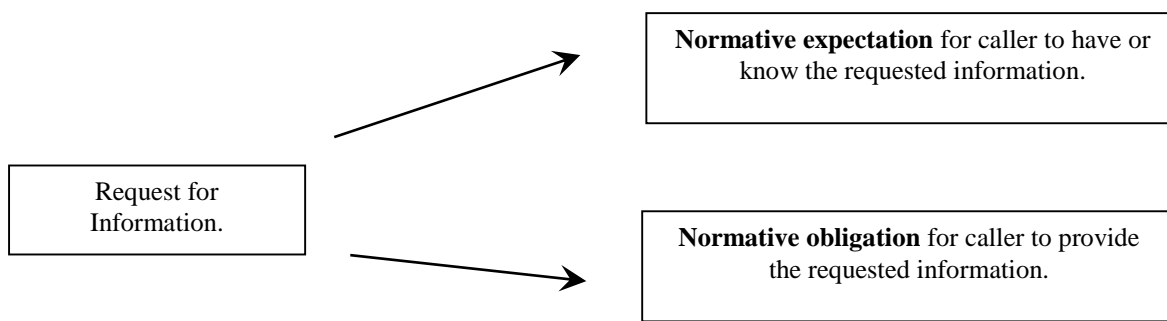 Normative expectation for caller to have or
know the requested information.
Request for
Information.
Normative obligation for caller to provide
the requested information.